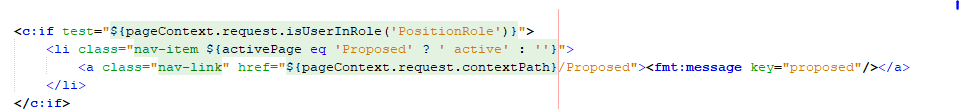 <c:if test="${pageContext.request.isUserInRole('PositionRole')}">
<li class="nav-item ${activePage eq 'Proposed' ? ' active' : ''}">
<a class="nav-link" href="${pageContext.request.contextPath}/Proposed"><fmt:message key="proposed"/></a>
</li>
</c:if>